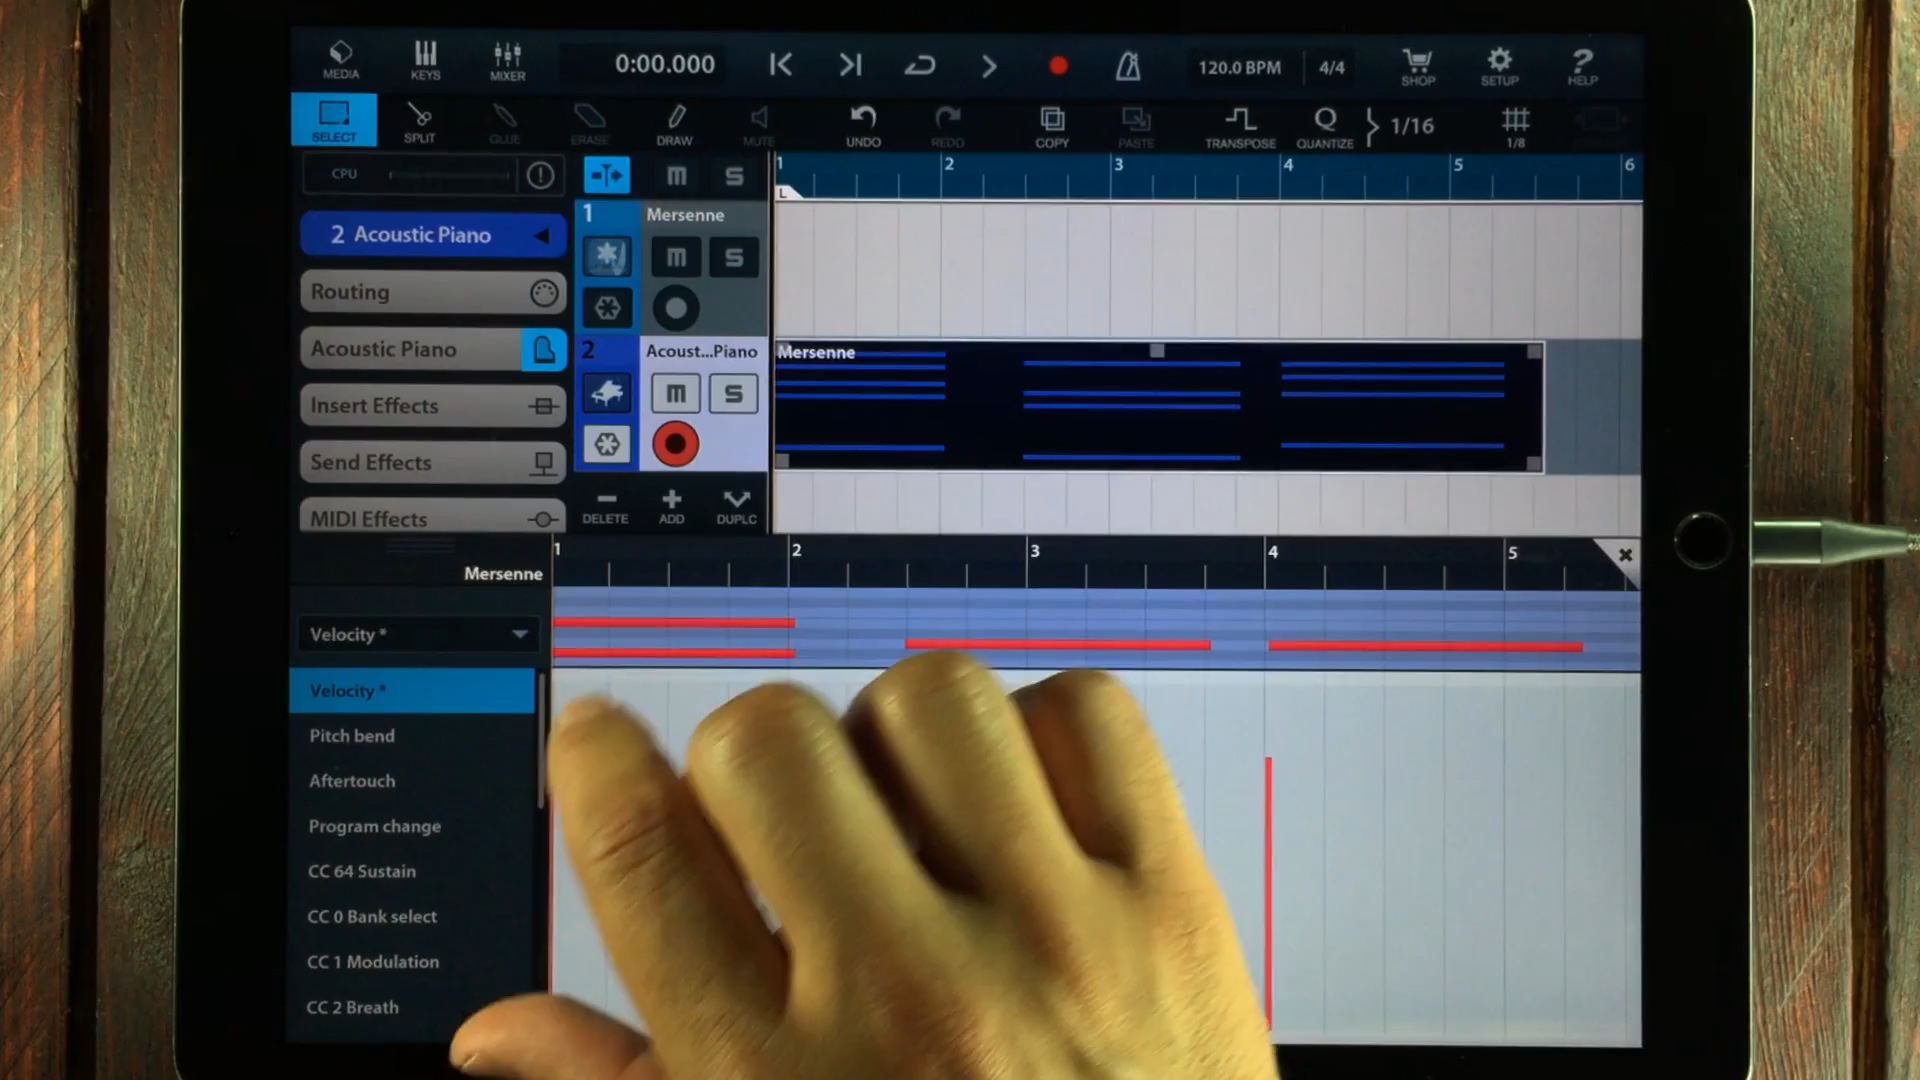 MEDIA KEYS MIXER 0:00.000 120.0 BPM 4/4 SHOP SETUP HELP
SELECT SPLIT GLUE ERASE DRAW MUTE UNDO REDO COPY PASTE TRANSPOSE Q QUANTIZE 1/16 1/8
CPU m S 1 2 3 4 5 6
L
1 Mersenne
2 Acoustic Piano
m S
Routing
2 Acoust...Piano Mersenne
Acoustic Piano
m S
Insert Effects
Send Effects
MIDI Effects
DELETE ADD DUPLC
1 2 3 4 5
Mersenne
Velocity *
Velocity *
Pitch bend
Aftertouch
Program change
CC 64 Sustain
CC 0 Bank select
CC 1 Modulation
CC 2 Breath